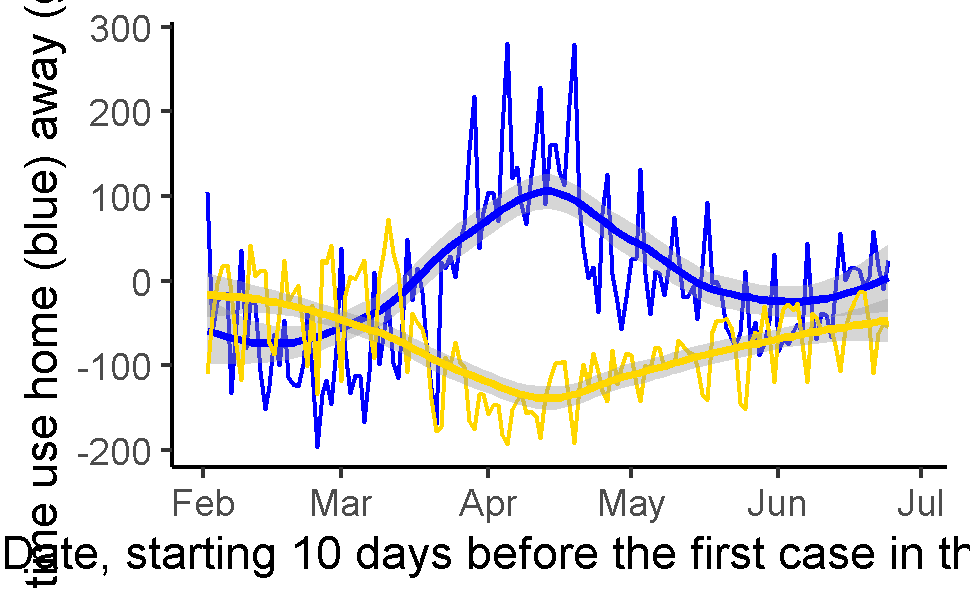 time use home (blue) away (
300
200
100
0
-100
-200
Feb Mar Apr May Jun Jul
Date, starting 10 days before the first case in th